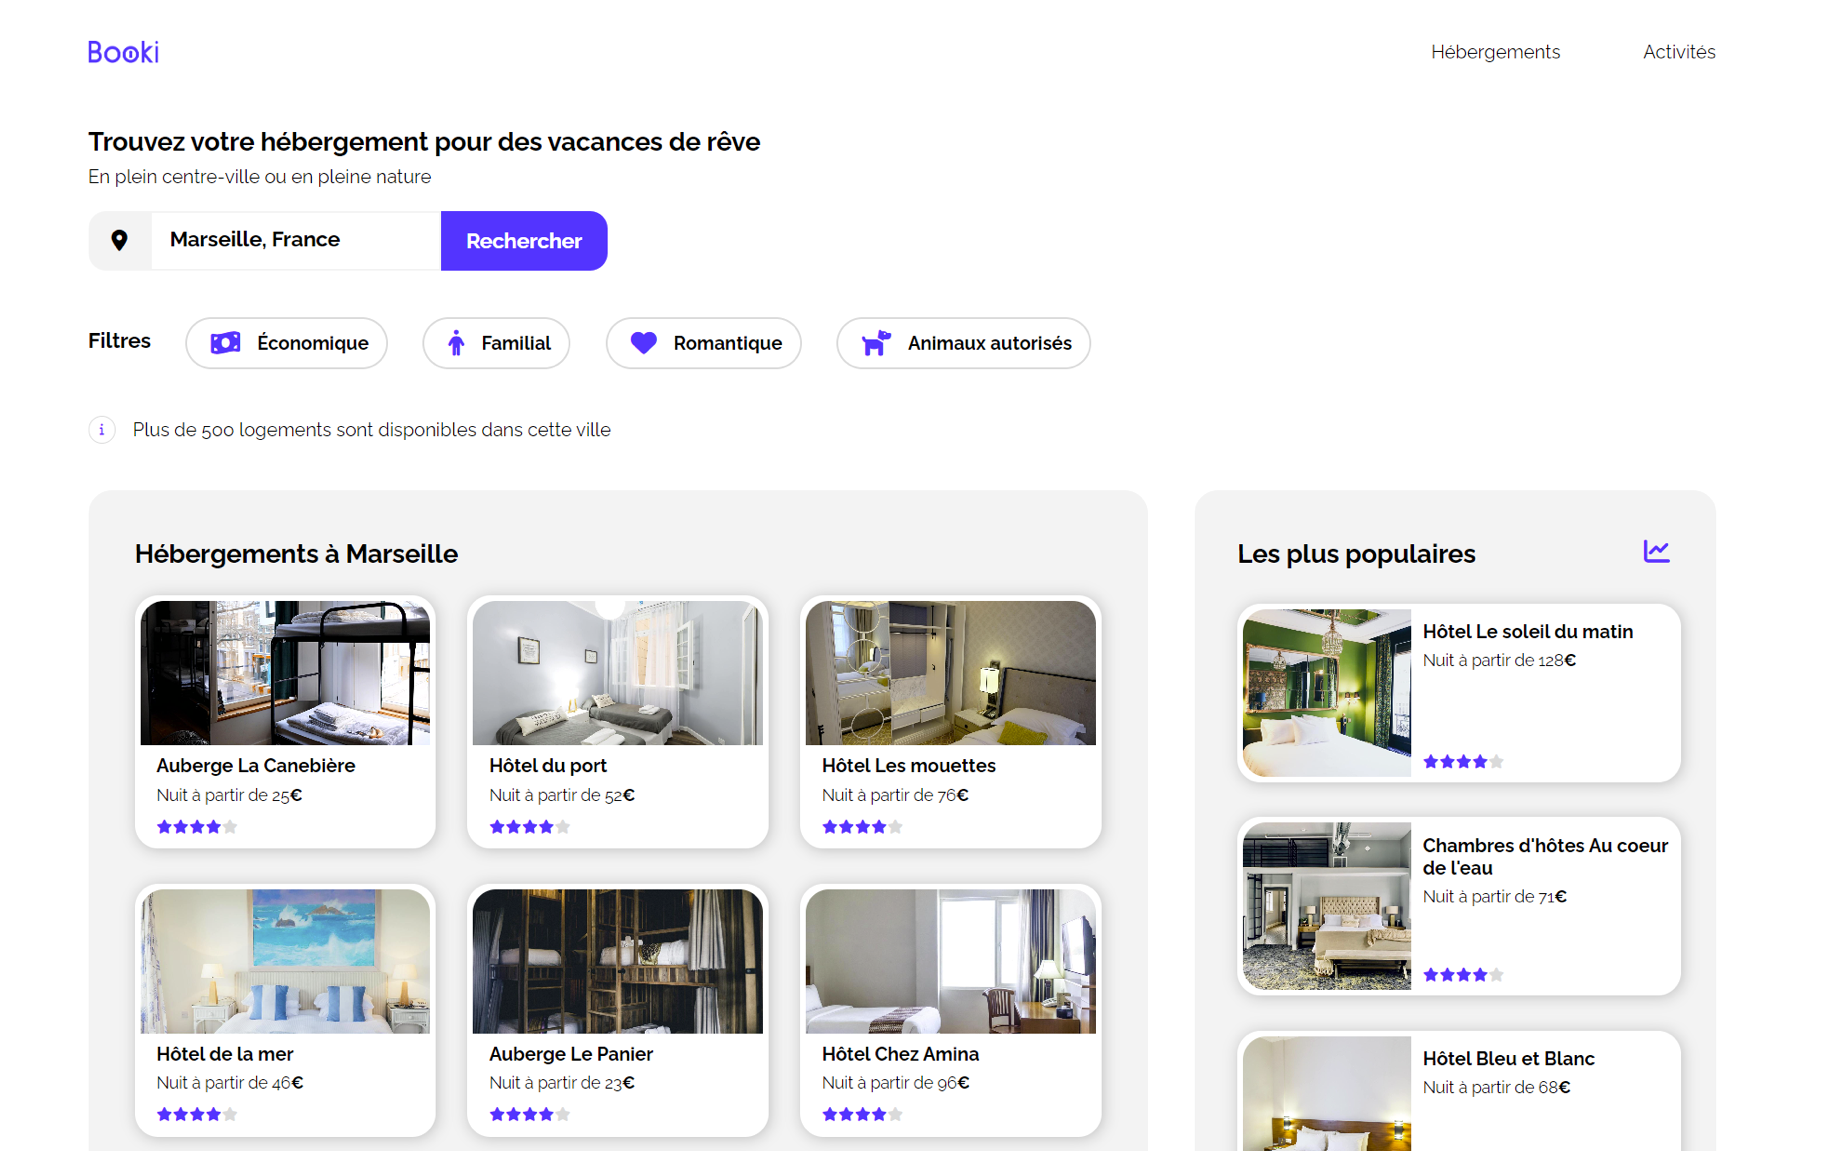 Booki
Hébergements
Activités
Trouvez votre hébergement pour des vacances de rêve
En plein centre-ville ou en pleine nature
Marseille, France
Rechercher
Filtres
Économique
Familial
Romantique
Animaux autorisés
i
Plus de 500 logements sont disponibles dans cette ville
Hébergements à Marseille
Auberge La Canebière
Nuit à partir de 25€
Hôtel du port
Nuit à partir de 52€
Hôtel Les mouettes
Nuit à partir de 76€
Hôtel de la mer
Nuit à partir de 46€
Auberge Le Panier
Nuit à partir de 23€
Hôtel Chez Amina
Nuit à partir de 96€
Les plus populaires
Hôtel Le soleil du matin
Nuit à partir de 128€
Chambres d'hôtes Au coeur
de l'eau
Nuit à partir de 71€
Hôtel Bleu et Blanc
Nuit à partir de 68€